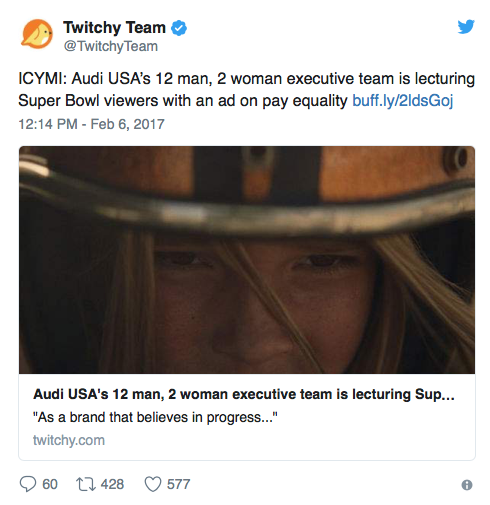 Twitchy Team
@TwitchyTeam
ICYMI: Audi USA's 12 man, 2 woman executive team is lecturing
Super Bowl viewers with an ad on pay equality buff.ly/2ldsGoj
12:14 PM - Feb 6, 2017
Audi USA's 12 man, 2 woman executive team is lecturing Sup...
"As a brand that believes in progress..."
twitchy.com
60 428 577